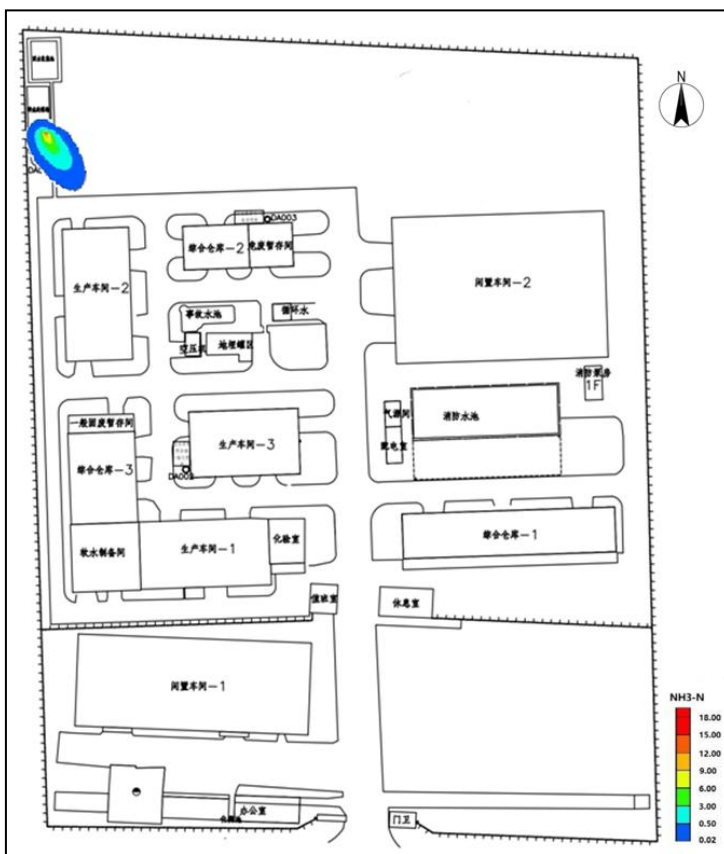 N
DA003
综合仓库-2
危废暂存间
生产车间-2
闲置车间-2
事故水池
循环水
空压机
地埋罐区
消防泵房
1F
气源间
消防水池
配电室
一般固废暂存间
生产车间-3
综合仓库-3
DA002
综合仓库-1
软水制备间
生产车间-1
化验室
值班室
休息室
闲置车间-1
NH3-N
18.00
15.00
12.00
9.00
6.00
3.00
0.50
0.02
办公室
门卫